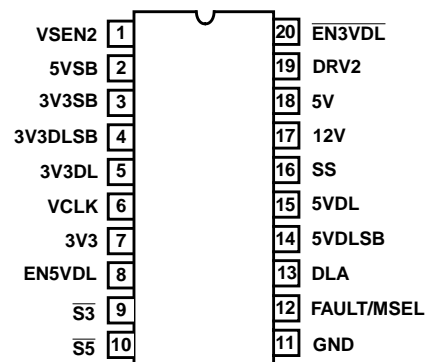 VSEN2 1
5VSB 2
3V3SB 3
3V3DLSB 4
3V3DL 5
VCLK 6
3V3 7
EN5VDL 8
S3 9
S5 10
20 EN3VDL
19 DRV2
18 5V
17 12V
16 SS
15 5VDL
14 5VDLSB
13 DLA
12 FAULT/MSEL
11 GND